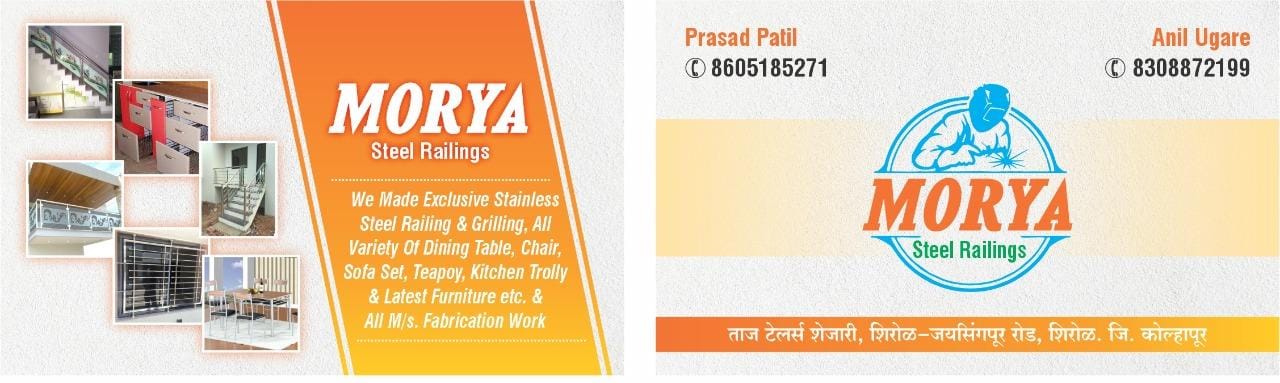 MORYA
Steel Railings
We Made Exclusive Stainless
Steel Railing & Grilling, All
Variety Of Dining Table, Chair,
Sofa Set, Teapoy, Kitchen Trolly
& Latest Furniture etc. &
All M/s. Fabrication Work
Prasad Patil
✆ 8605185271
Anil Ugare
✆ 8308872199
MORYA
Steel Railings
ताज टेलर्स शेजारी, शिरोळ-जयसिंगपूर रोड, शिरोळ. जि. कोल्हापूर